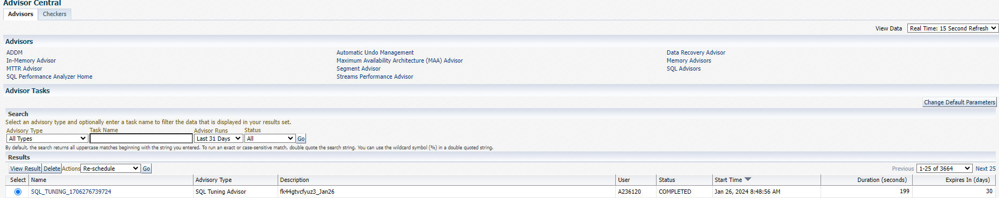 Advisor Central
Advisors Checkers
View Data Real Time: 15 Second Refresh
Advisors
ADDM Automatic Undo Management Data Recovery Advisor
In-Memory Advisor Maximum Availability Architecture (MAA) Advisor Memory Advisors
MTTR Advisor Segment Advisor SQL Advisors
SQL Performance Analyzer Home Streams Performance Advisor
Advisor Tasks
Change Default Parameters
Search
Select an advisory type and optionally enter a task name to filter the data that is displayed in your results set.
Advisory Type Task Name Advisor Runs Status
All Types Last 31 Days All Go
By default, the search returns all uppercase matches beginning with the string you entered. To run an exact or case-sensitive match, double quote the search string. You can use the wildcard symbol (%) in a double quoted string.
Results
View Result Delete Actions Re-schedule Go Previous 1-25 of 3664 Next 25
Select Name Advisory Type Description User Status Start Time Duration (seconds) Expires In (days)
SQL_TUNING_1706276739724 SQL Tuning Advisor fk44gtvcfyuz3_Jan26 A236120 COMPLETED Jan 26, 2024 8:48:56 AM 199 30